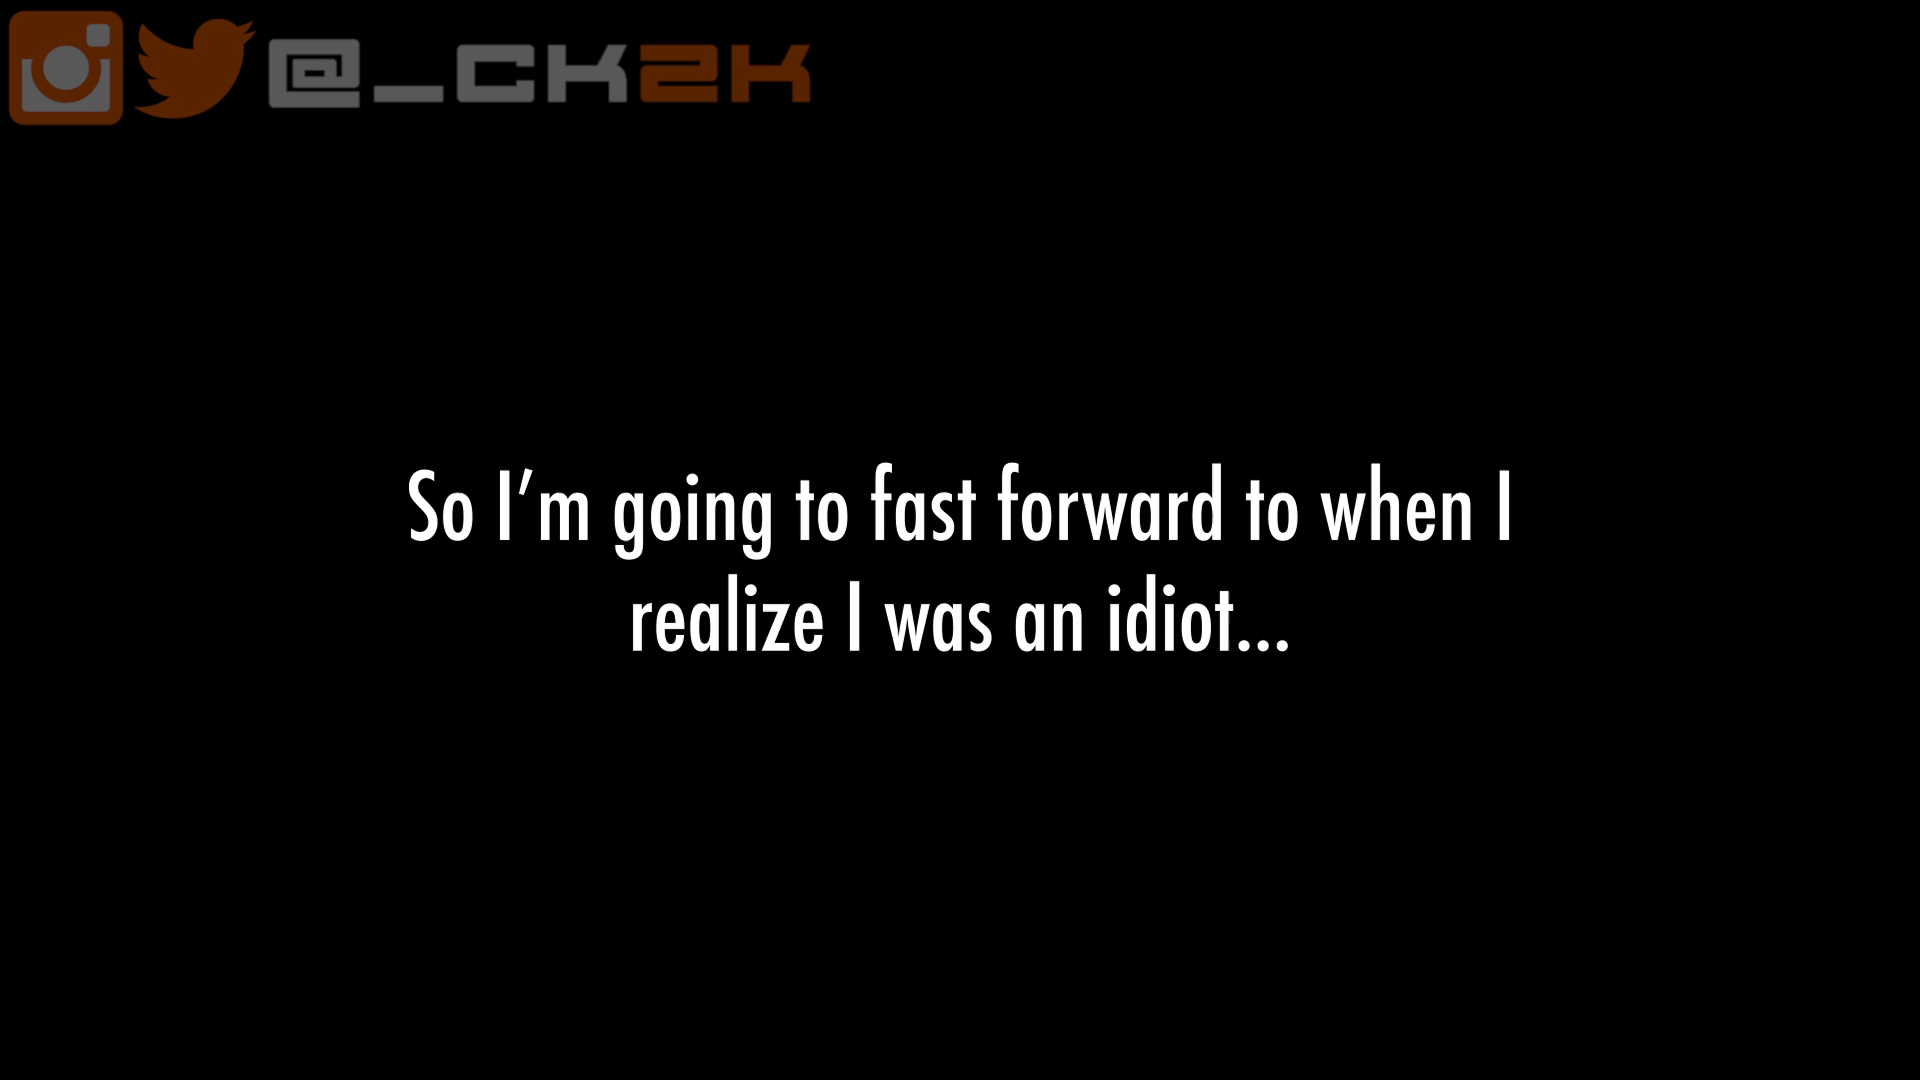 @_CK2K
So I’m going to fast forward to when I
realize I was an idiot...